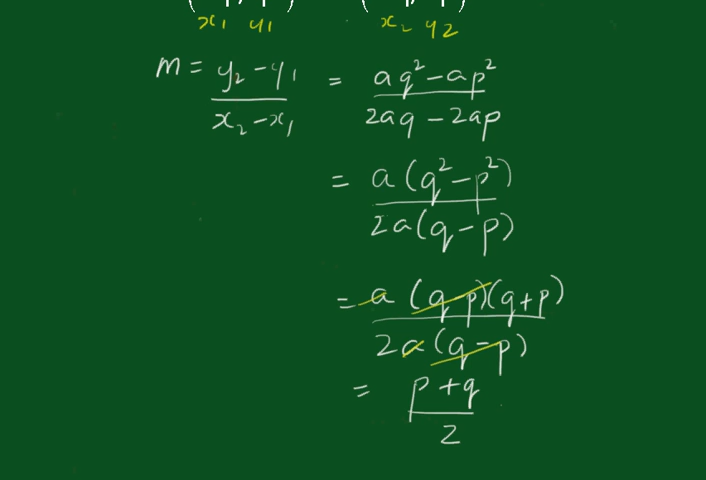 x₁ y₁ x₂ y₂
m = (y₂ - y₁)/(x₂ - x₁) = (aq² - ap²)/(2aq - 2ap)
= a(q² - p²)/2a(q - p)
= a(q - p)(q + p)/2a(q - p)
= (p + q)/2